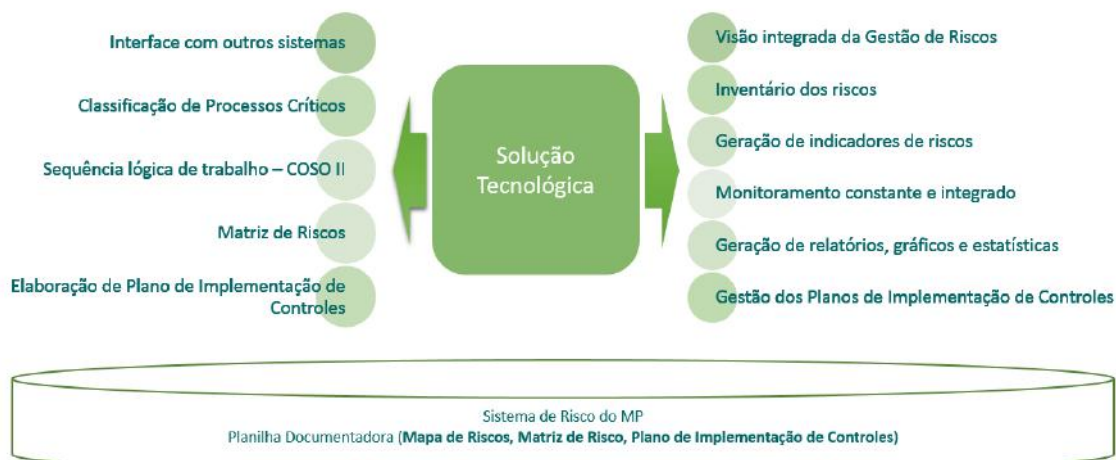 Interface com outros sistemas
Classificação de Processos Críticos
Sequência lógica de trabalho – COSO II
Matriz de Riscos
Elaboração de Plano de Implementação de
Controles
Solução
Tecnológica
Visão integrada da Gestão de Riscos
Inventário dos riscos
Geração de indicadores de riscos
Monitoramento constante e integrado
Geração de relatórios, gráficos e estatísticas
Gestão dos Planos de Implementação de Controles
Sistema de Risco do MP
Planilha Documentadora (Mapa de Riscos, Matriz de Risco, Plano de Implementação de Controles)